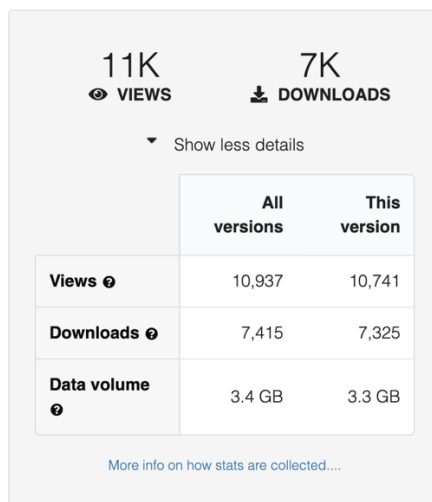 11K 7K
VIEWS DOWNLOADS
Show less details
All versions This version
Views 10,937 10,741
Downloads 7,415 7,325
Data volume 3.4 GB 3.3 GB
More info on how stats are collected....